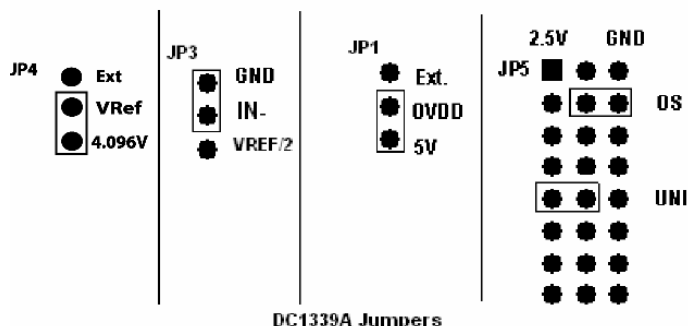 JP4
Ext
VRef
4.096V
JP3
GND
IN-
VREF/2
JP1
Ext.
OVDD
5V
2.5V GND
JP5
OS
UNI
DC1339A Jumpers